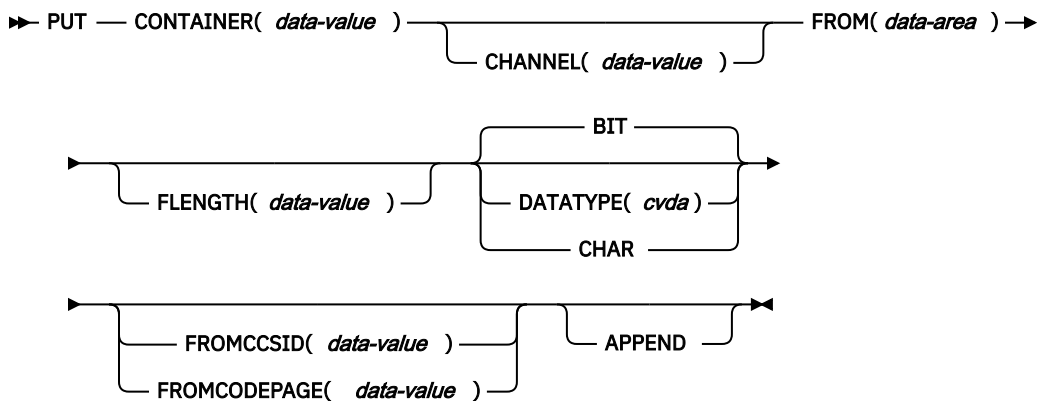 PUT CONTAINER( data-value ) FROM( data-area )
CHANNEL( data-value )
BIT
FLENGTH( data-value ) DATATYPE( cvda )
CHAR
FROMCCSID( data-value ) APPEND
FROMCODEPAGE( data-value )